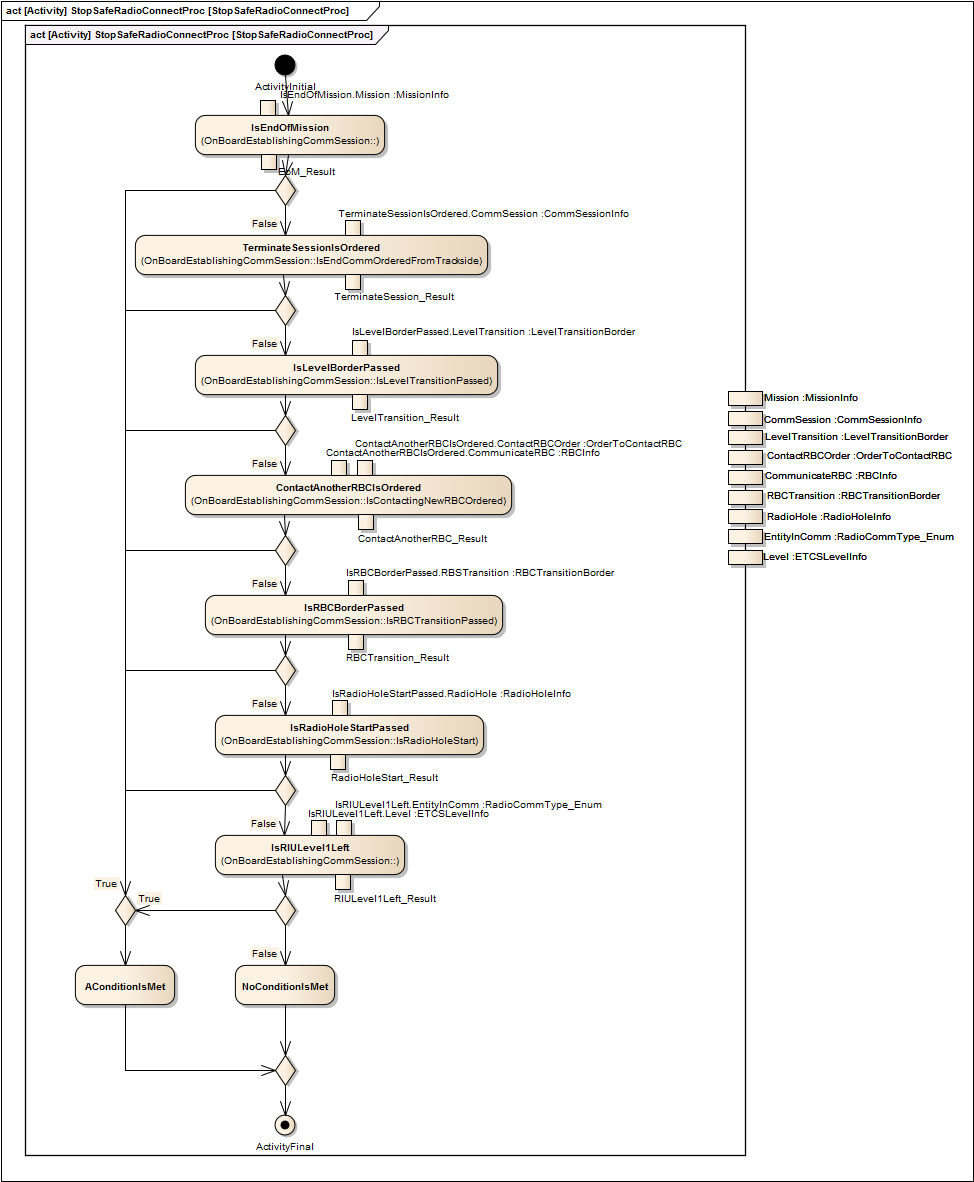 act [Activity] StopSafeRadioConnectProc [StopSafeRadioConnectProc]
act [Activity] StopSafeRadioConnectProc [StopSafeRadioConnectProc]
ActivityInitial
IsEndOfMission.Mission :MissionInfo
IsEndOfMission
(OnBoardEstablishingCommSession::)
EoM_Result
False
TerminateSessionIsOrdered.CommSession :CommSessionInfo
TerminateSessionIsOrdered
(OnBoardEstablishingCommSession::IsEndCommOrderedFromTrackside)
TerminateSession_Result
False
IsLevelBorderPassed.LevelTransition :LevelTransitionBorder
IsLevelBorderPassed
(OnBoardEstablishingCommSession::IsLevelTransitionPassed)
LevelTransition_Result
False
ContactAnotherRBCIsOrdered.ContactRBCOrder :OrderToContactRBC
ContactAnotherRBCIsOrdered.CommunicateRBC :RBCInfo
ContactAnotherRBCIsOrdered
(OnBoardEstablishingCommSession::IsContactingNewRBCOrdered)
ContactAnotherRBC_Result
False
IsRBCBorderPassed.RBSTransition :RBCTransitionBorder
IsRBCBorderPassed
(OnBoardEstablishingCommSession::IsRBCTransitionPassed)
RBCTransition_Result
False
IsRadioHoleStartPassed.RadioHole :RadioHoleInfo
IsRadioHoleStartPassed
(OnBoardEstablishingCommSession::IsRadioHoleStart)
RadioHoleStart_Result
False
IsRIULevel1Left.EntityInComm :RadioCommType_Enum
IsRIULevel1Left.Level :ETCSLevelInfo
IsRIULevel1Left
(OnBoardEstablishingCommSession::)
RIULevel1Left_Result
True
True
False
AConditionIsMet
NoConditionIsMet
ActivityFinal
Mission :MissionInfo
CommSession :CommSessionInfo
LevelTransition :LevelTransitionBorder
ContactRBCOrder :OrderToContactRBC
CommunicateRBC :RBCInfo
RBCTransition :RBCTransitionBorder
RadioHole :RadioHoleInfo
EntityInComm :RadioCommType_Enum
Level :ETCSLevelInfo